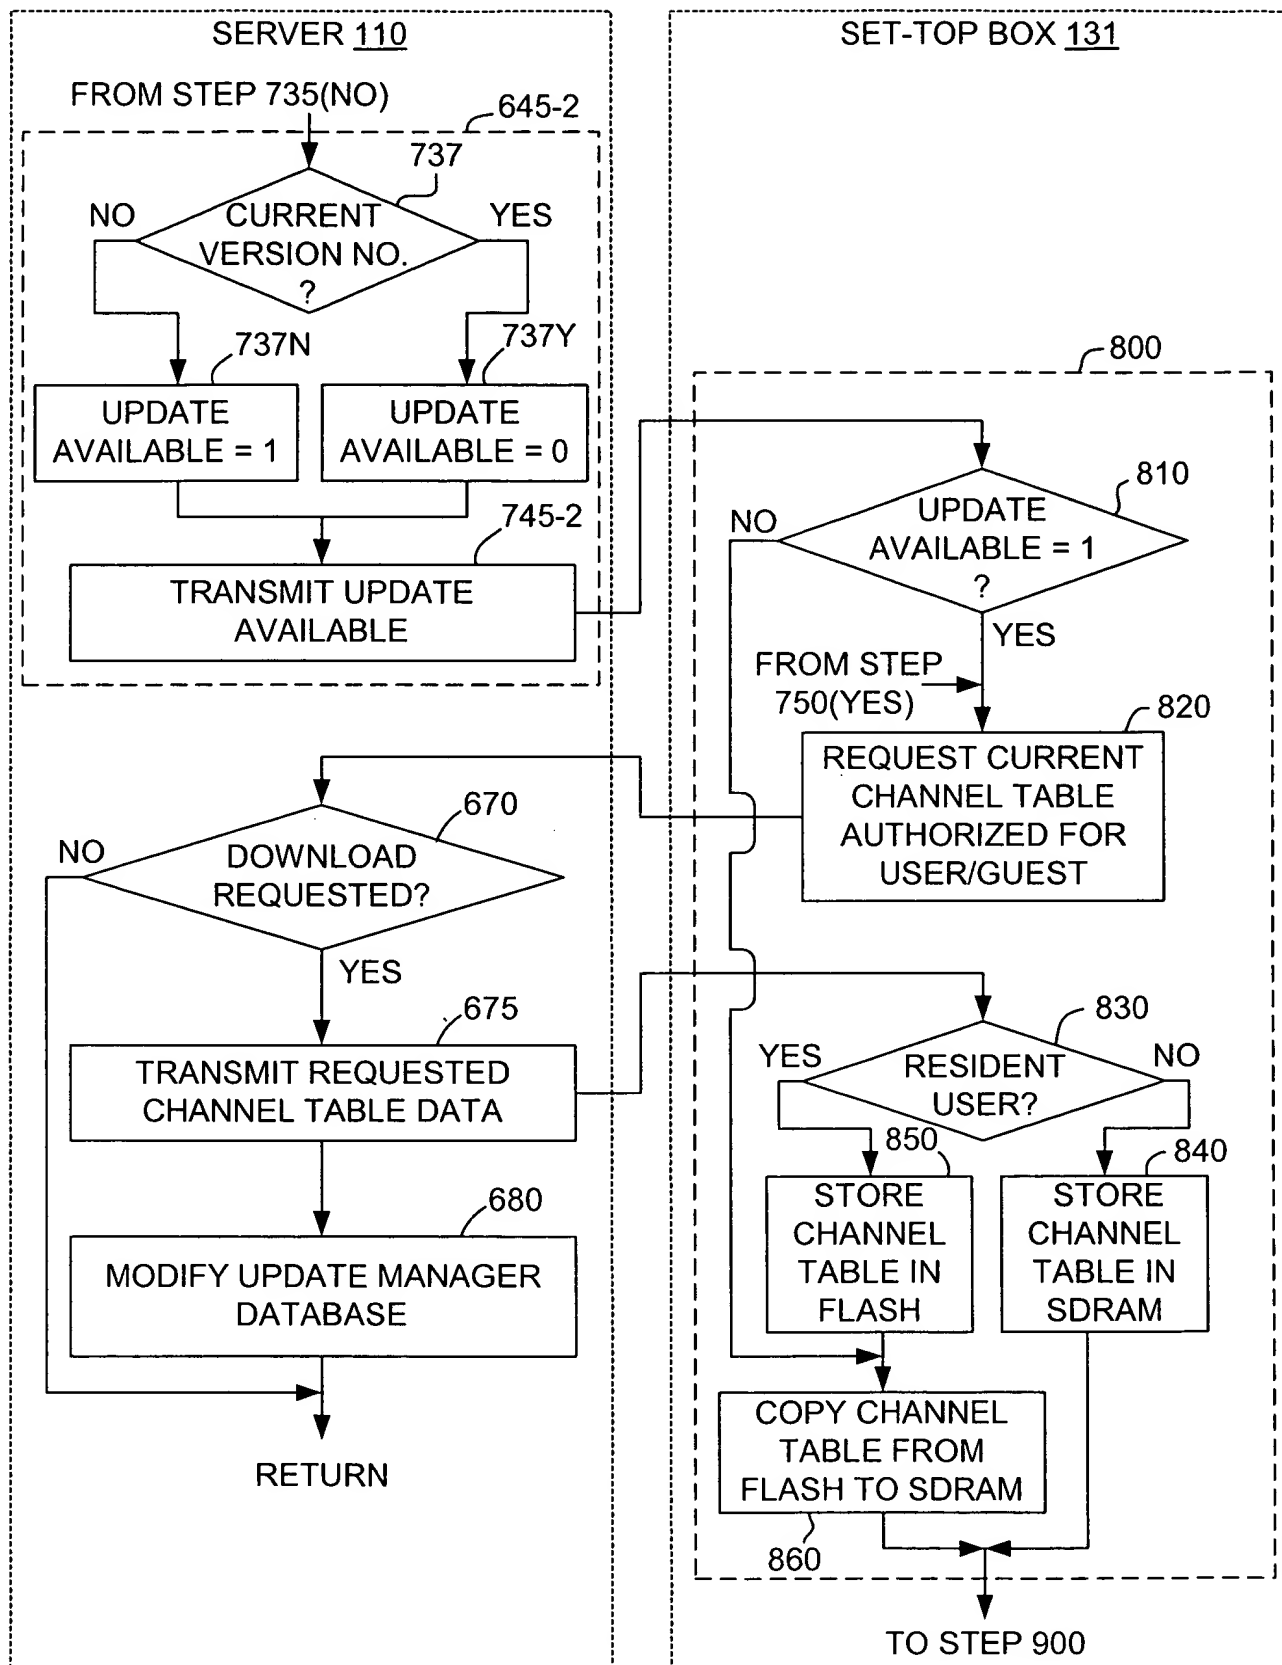 SERVER 110
FROM STEP 735(NO)
645-2
737
NO
YES
CURRENT
VERSION NO.
?
737N
737Y
UPDATE
AVAILABLE = 1
UPDATE
AVAILABLE = 0
745-2
TRANSMIT UPDATE
AVAILABLE
670
NO
DOWNLOAD
REQUESTED?
YES
675
TRANSMIT REQUESTED
CHANNEL TABLE DATA
680
MODIFY UPDATE MANAGER
DATABASE
RETURN
SET-TOP BOX 131
800
810
NO
UPDATE
AVAILABLE = 1
?
YES
FROM STEP
750(YES)
820
REQUEST CURRENT
CHANNEL TABLE
AUTHORIZED FOR
USER/GUEST
830
YES
NO
RESIDENT
USER?
850
840
STORE
CHANNEL
TABLE IN
FLASH
STORE
CHANNEL
TABLE IN
SDRAM
COPY CHANNEL
TABLE FROM
FLASH TO SDRAM
860
TO STEP 900